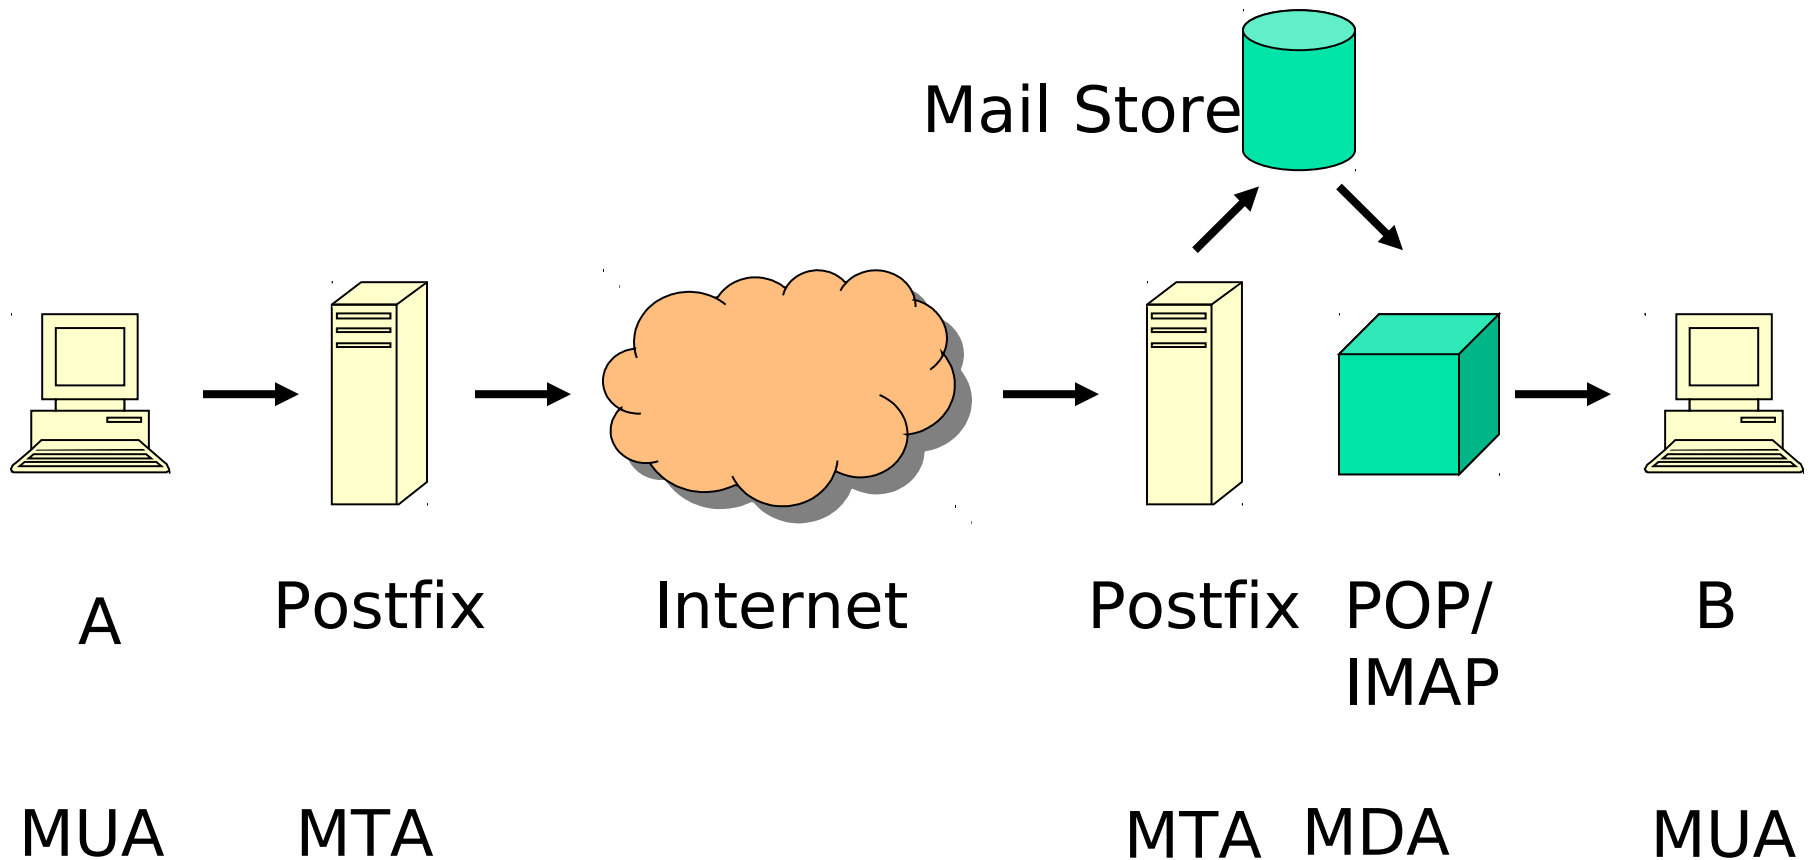 Mail Store
A
Postfix
Internet
Postfix
POP/
IMAP
B
MUA
MTA
MTA
MDA
MUA